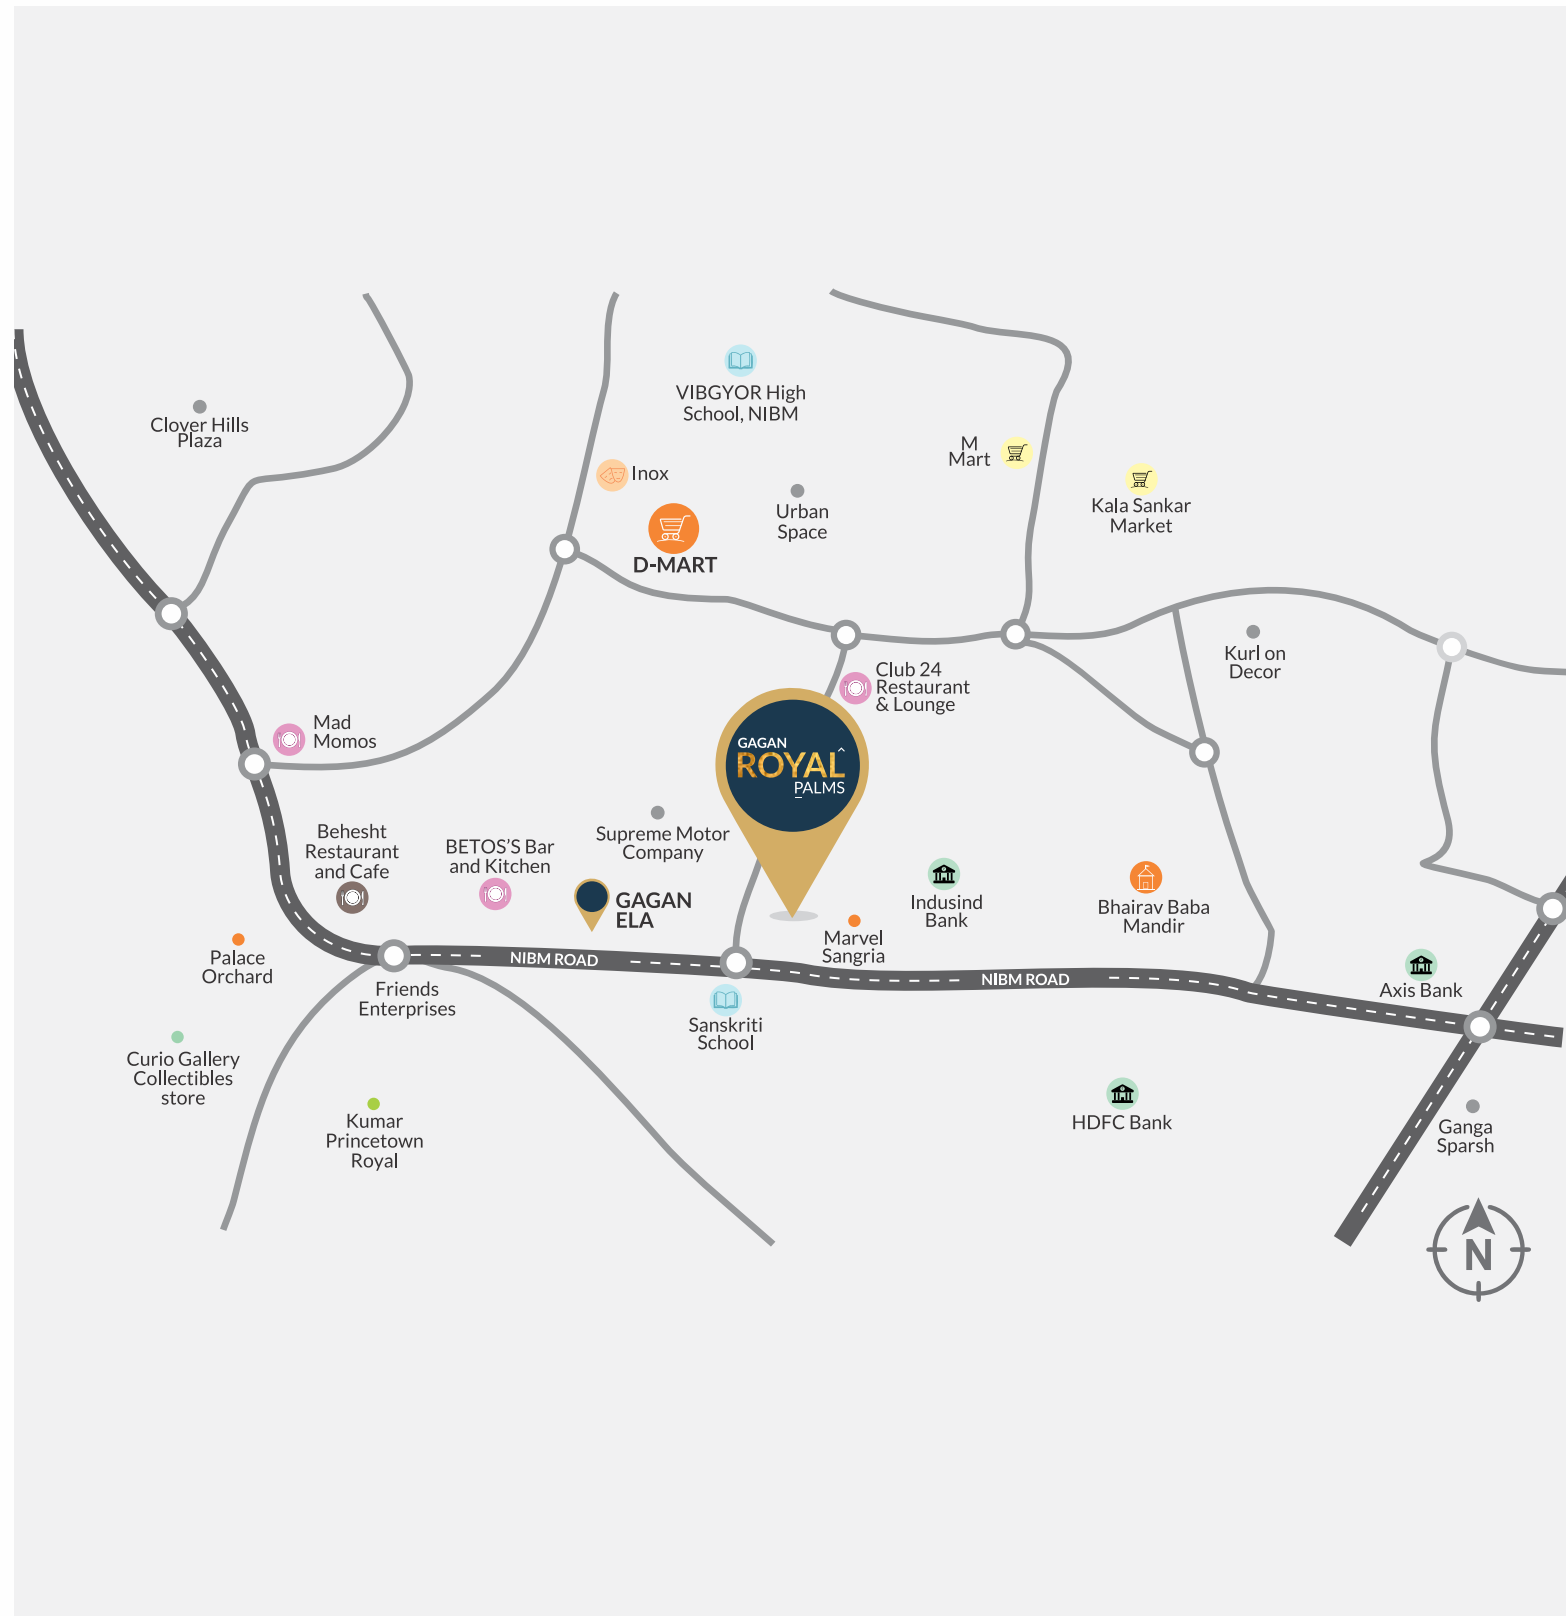 VIBGYOR High
School, NIBM
Clover Hills
Plaza
M
Mart
Inox
Kala Sankar
Market
Urban
Space
D-MART
Kurl on
Decor
Club 24
Restaurant
& Lounge
Mad
Momos
GAGAN
ROYAL
PALMS
Behesht
Restaurant
and Cafe
BETOS'S Bar
and Kitchen
Supreme Motor
Company
GAGAN
ELA
Indusind
Bank
Bhairav Baba
Mandir
Marvel
Sangria
Palace
Orchard
NIBM ROAD
NIBM ROAD
Axis Bank
Friends
Enterprises
Sanskriti
School
Curio Gallery
Collectibles
store
Kumar
Princetown
Royal
HDFC Bank
Ganga
Sparsh
N